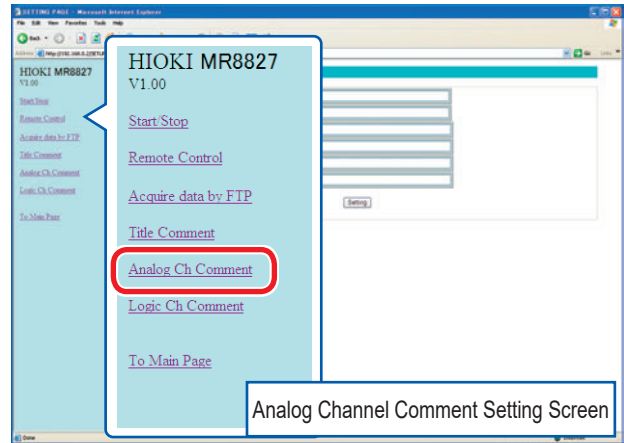 SETTING PAGE - Microsoft Internet Explorer
File Edit View Favorites Tools Help
Back
Address
Go
HIOKI MR8827
V1.00
Start/Stop
Remote Control
Acquire data by FTP
Title Comment
Analog Ch Comment
Logic Ch Comment
To Main Page
HIOKI MR8827
V1.00
Start/Stop
Remote Control
Acquire data by FTP
Title Comment
Analog Ch Comment
Logic Ch Comment
To Main Page
Setting
Analog Channel Comment Setting Screen
Done